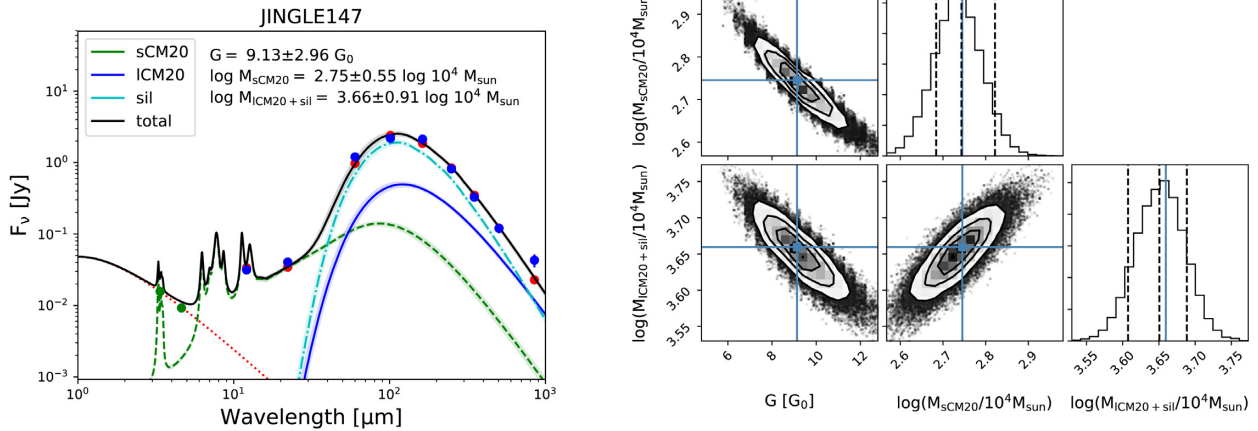 JINGLE147
sCM20
lCM20
sil
total
G = 9.13±2.96 G₀
log M_sCM20 = 2.75±0.55 log 10⁴ M_sun
log M_lCM20+sil = 3.66±0.91 log 10⁴ M_sun
10¹
10⁰
10⁻¹
10⁻²
10⁻³
F_ν [Jy]
10⁰ 10¹ 10² 10³
Wavelength [μm]
log(M_sCM20/10⁴M_sun)
2.9
2.8
2.7
2.6
log(M_lCM20+sil/10⁴M_sun)
3.75
3.70
3.65
3.60
3.55
6 8 10 12
G [G₀]
2.6 2.7 2.8 2.9
log(M_sCM20/10⁴M_sun)
3.55 3.60 3.65 3.70 3.75
log(M_lCM20+sil/10⁴M_sun)